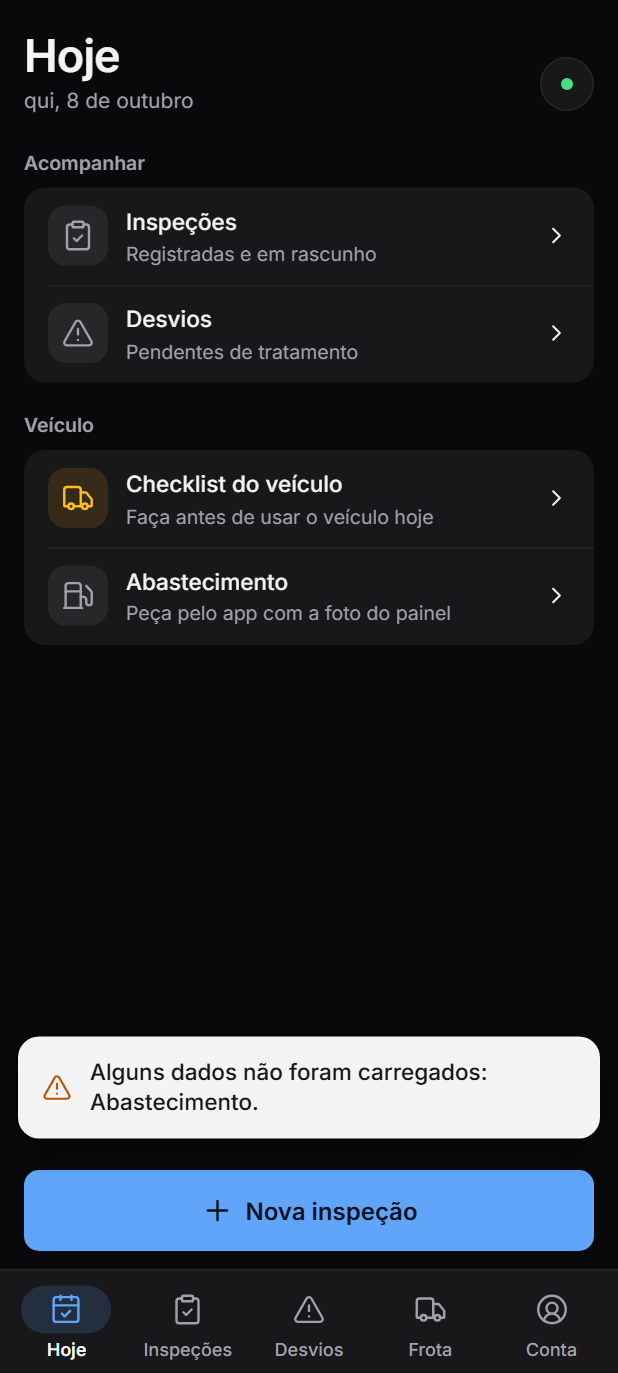 Hoje
qui, 8 de outubro
Acompanhar
Inspeções
Registradas e em rascunho
Desvios
Pendentes de tratamento
Veículo
Checklist do veículo
Faça antes de usar o veículo hoje
Abastecimento
Peça pelo app com a foto do painel
Alguns dados não foram carregados:
Abastecimento.
Nova inspeção
Hoje
Inspeções
Desvios
Frota
Conta